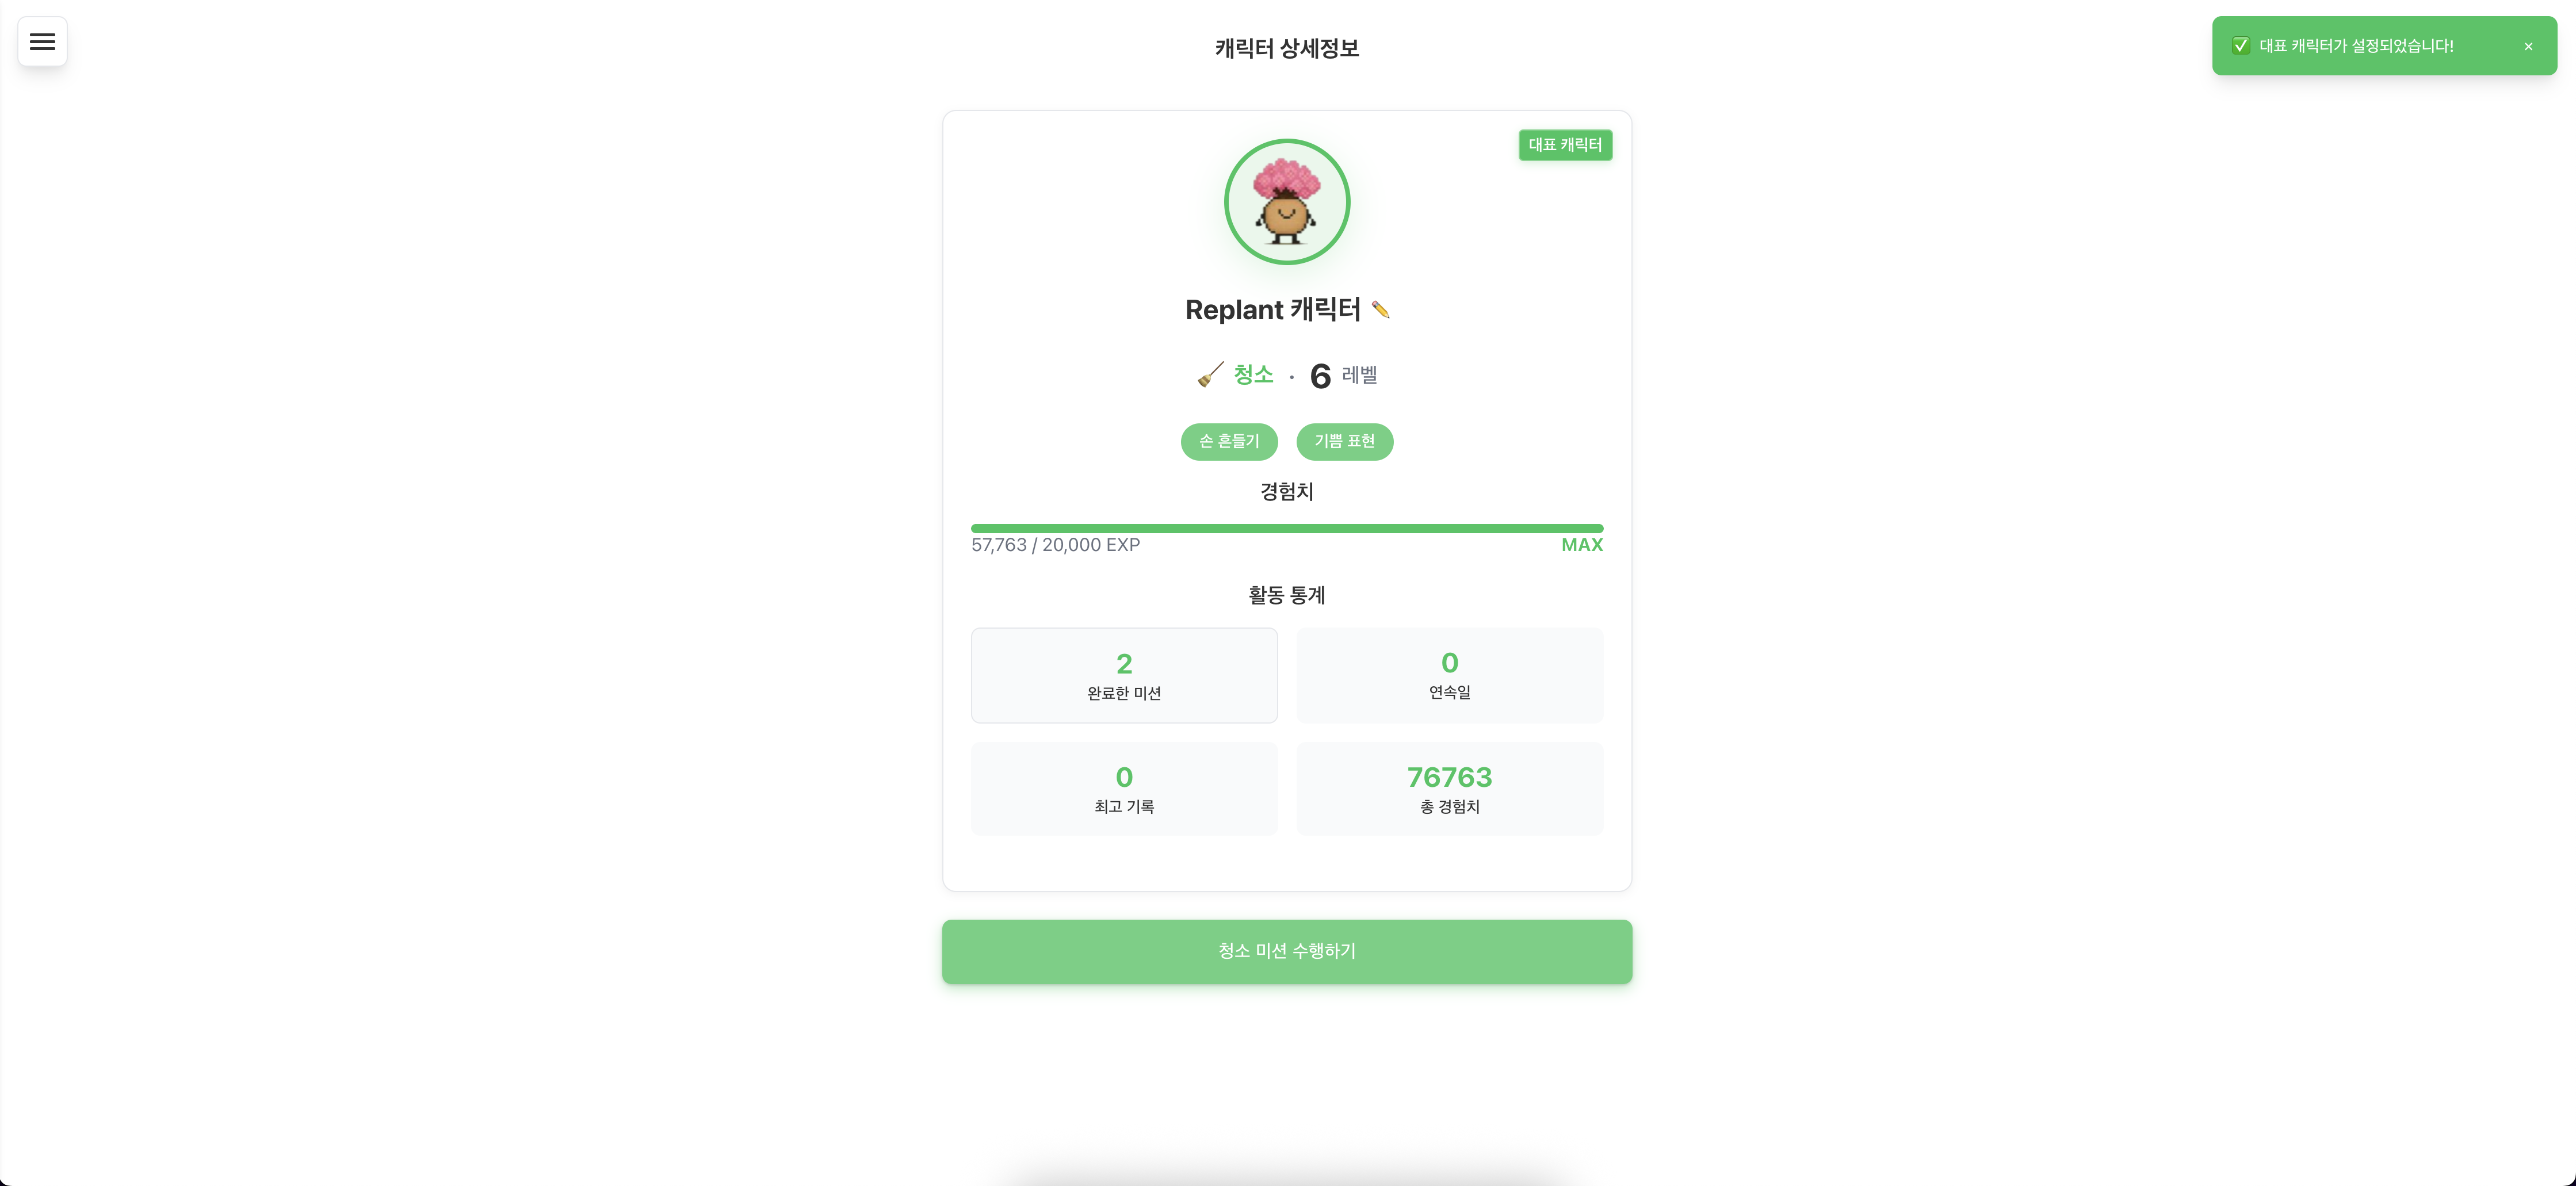 캐릭터 상세정보
✅ 대표 캐릭터가 설정되었습니다! ×
대표 캐릭터
Replant 캐릭터 ✏️
🧹 청소 · 6 레벨
손 흔들기 기쁨 표현
경험치
57,763 / 20,000 EXP MAX
활동 통계
2 0
완료한 미션 연속일
0 76763
최고 기록 총 경험치
청소 미션 수행하기